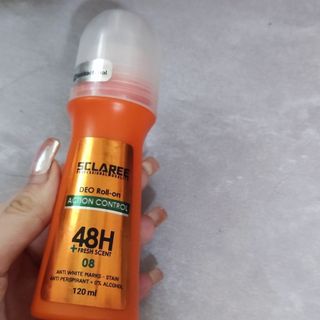 SCLAREE
DEO Roll-on
ACTION CONTROL
48H
+FRESH SCENT
08
ANTI WHITE MARKS - STAIN
ANTI PERSPIRANT + 0% ALCOHOL
120 ml